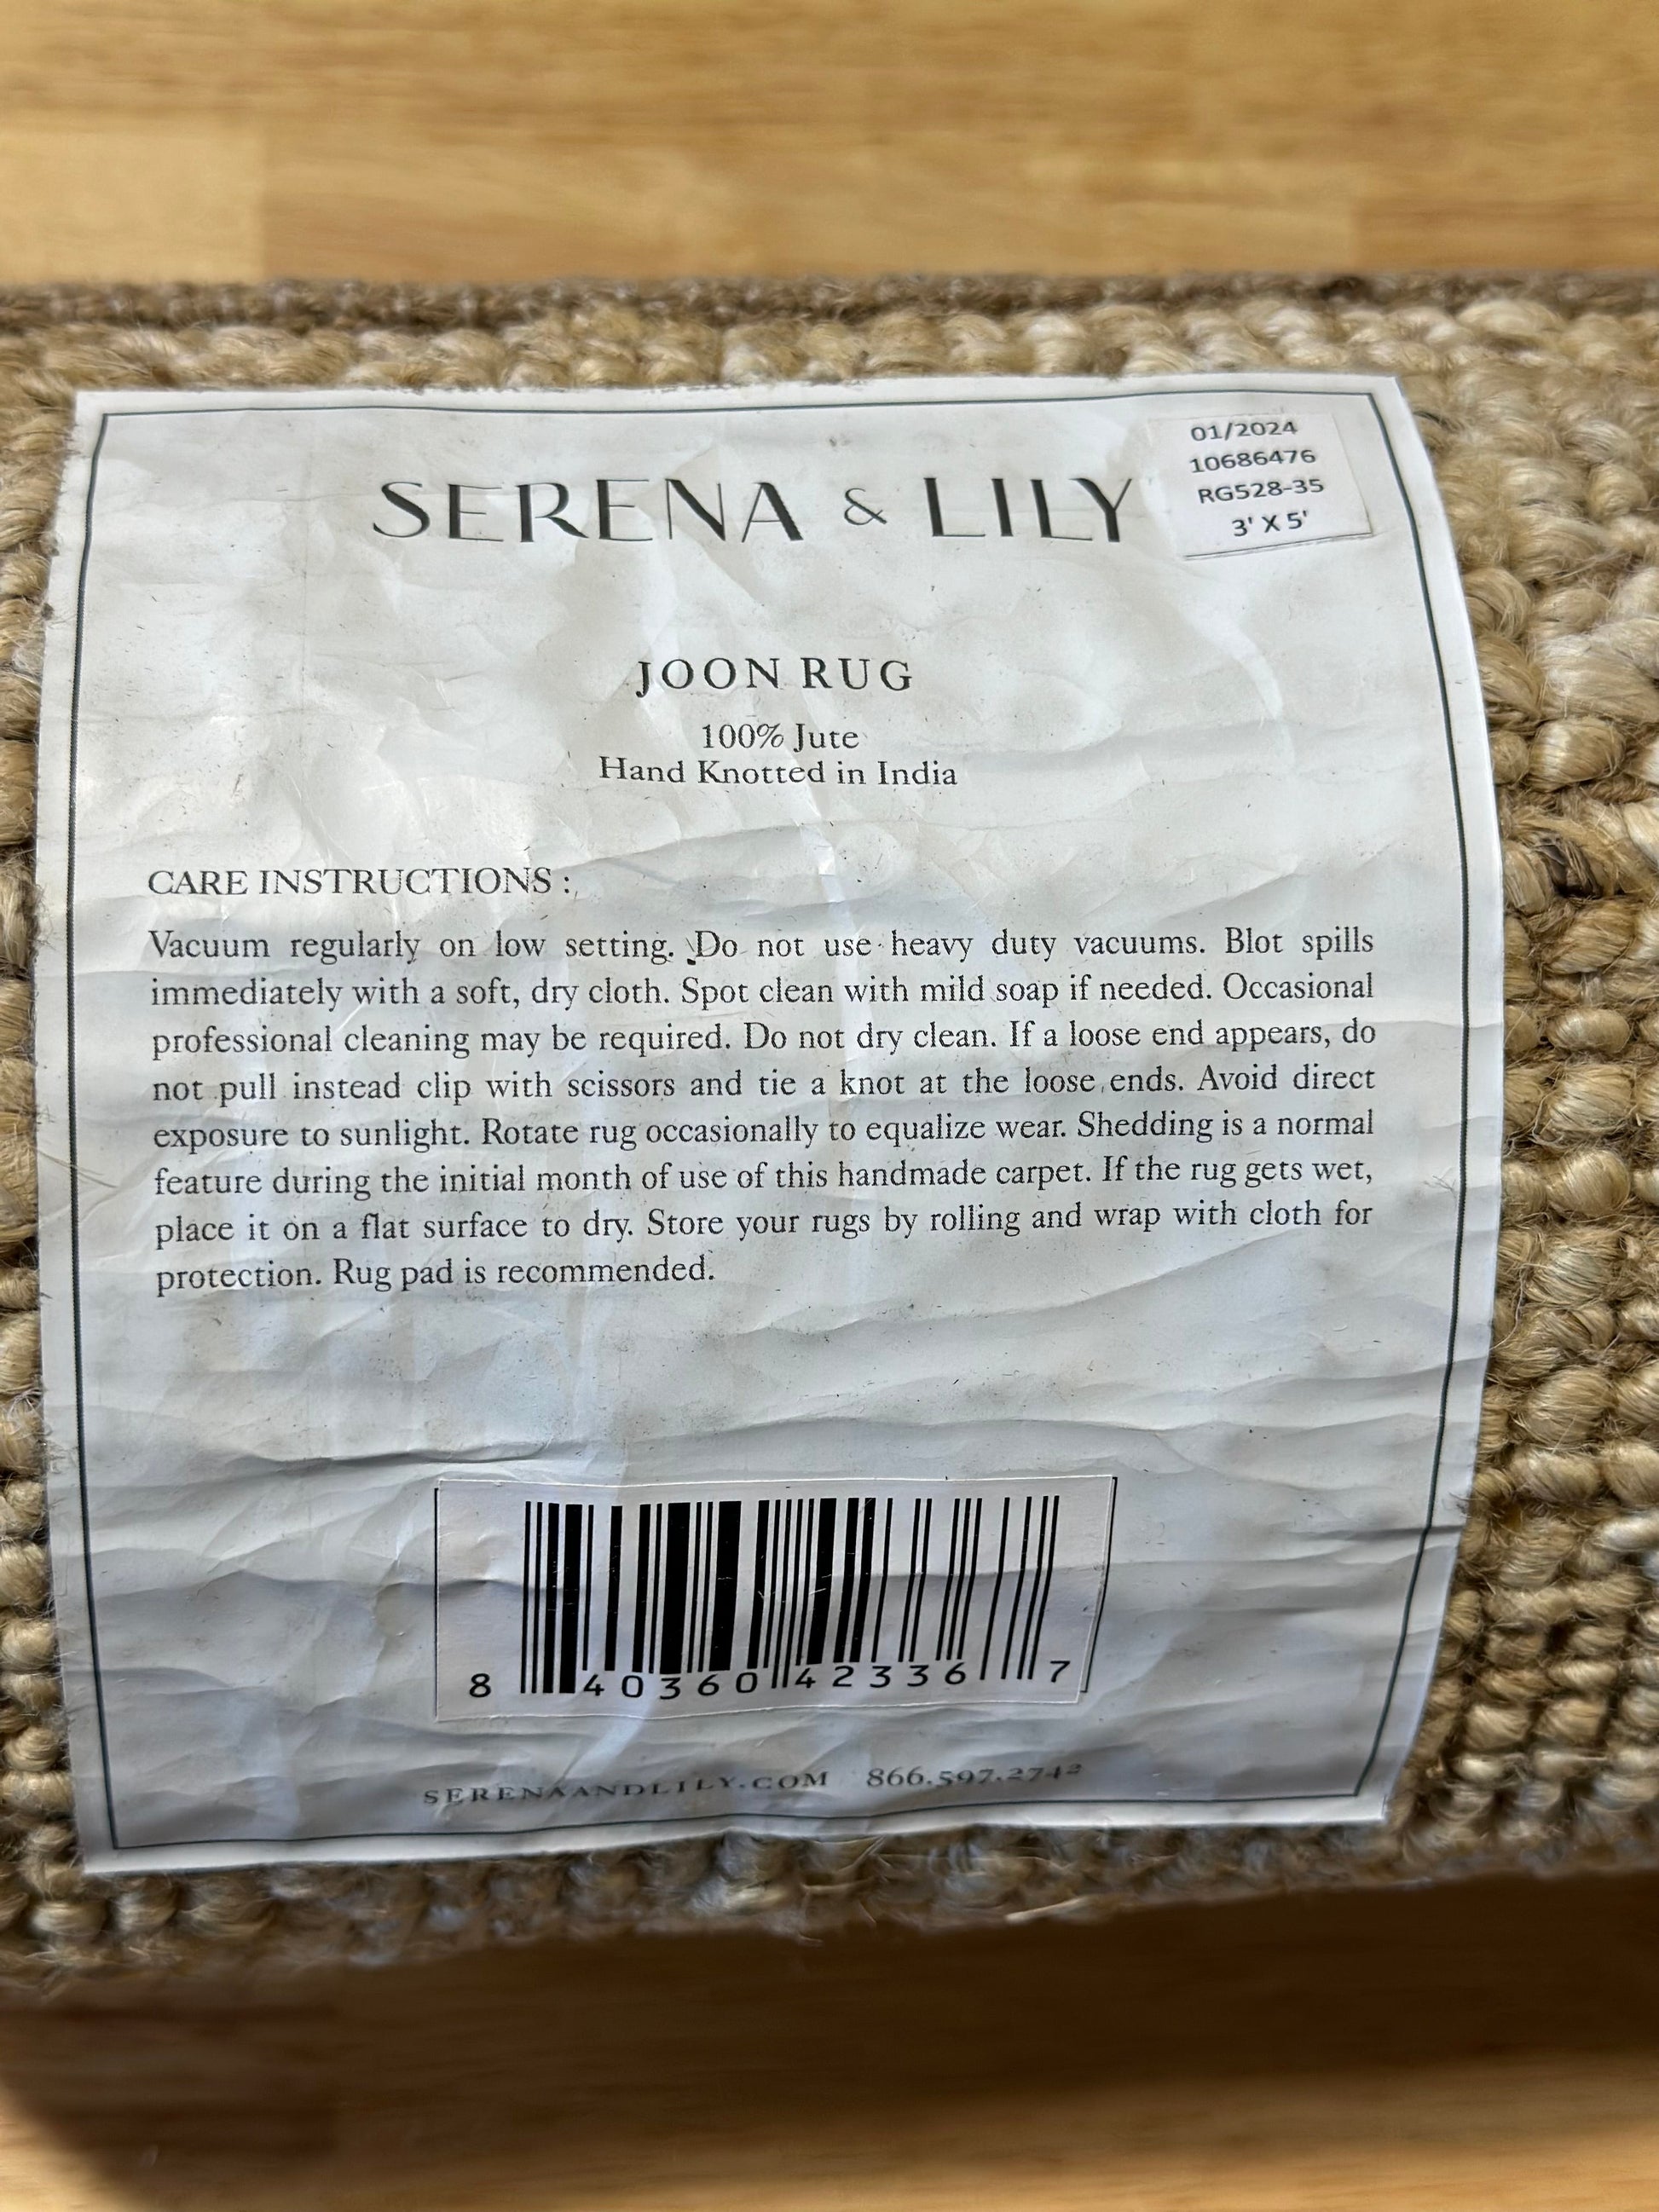 01/2024
10686476
RG528-35
3' X 5'
SERENA & LILY
JOON RUG
100% Jute
Hand Knotted in India
CARE INSTRUCTIONS :
Vacuum regularly on low setting. Do not use heavy duty vacuums. Blot spills
immediately with a soft, dry cloth. Spot clean with mild soap if needed. Occasional
professional cleaning may be required. Do not dry clean. If a loose end appears, do
not pull instead clip with scissors and tie a knot at the loose ends. Avoid direct
exposure to sunlight. Rotate rug occasionally to equalize wear. Shedding is a normal
feature during the initial month of use of this handmade carpet. If the rug gets wet,
place it on a flat surface to dry. Store your rugs by rolling and wrap with cloth for
protection. Rug pad is recommended.
8 40360 42336 7
SERENAANDLILY.COM 866.597.2742